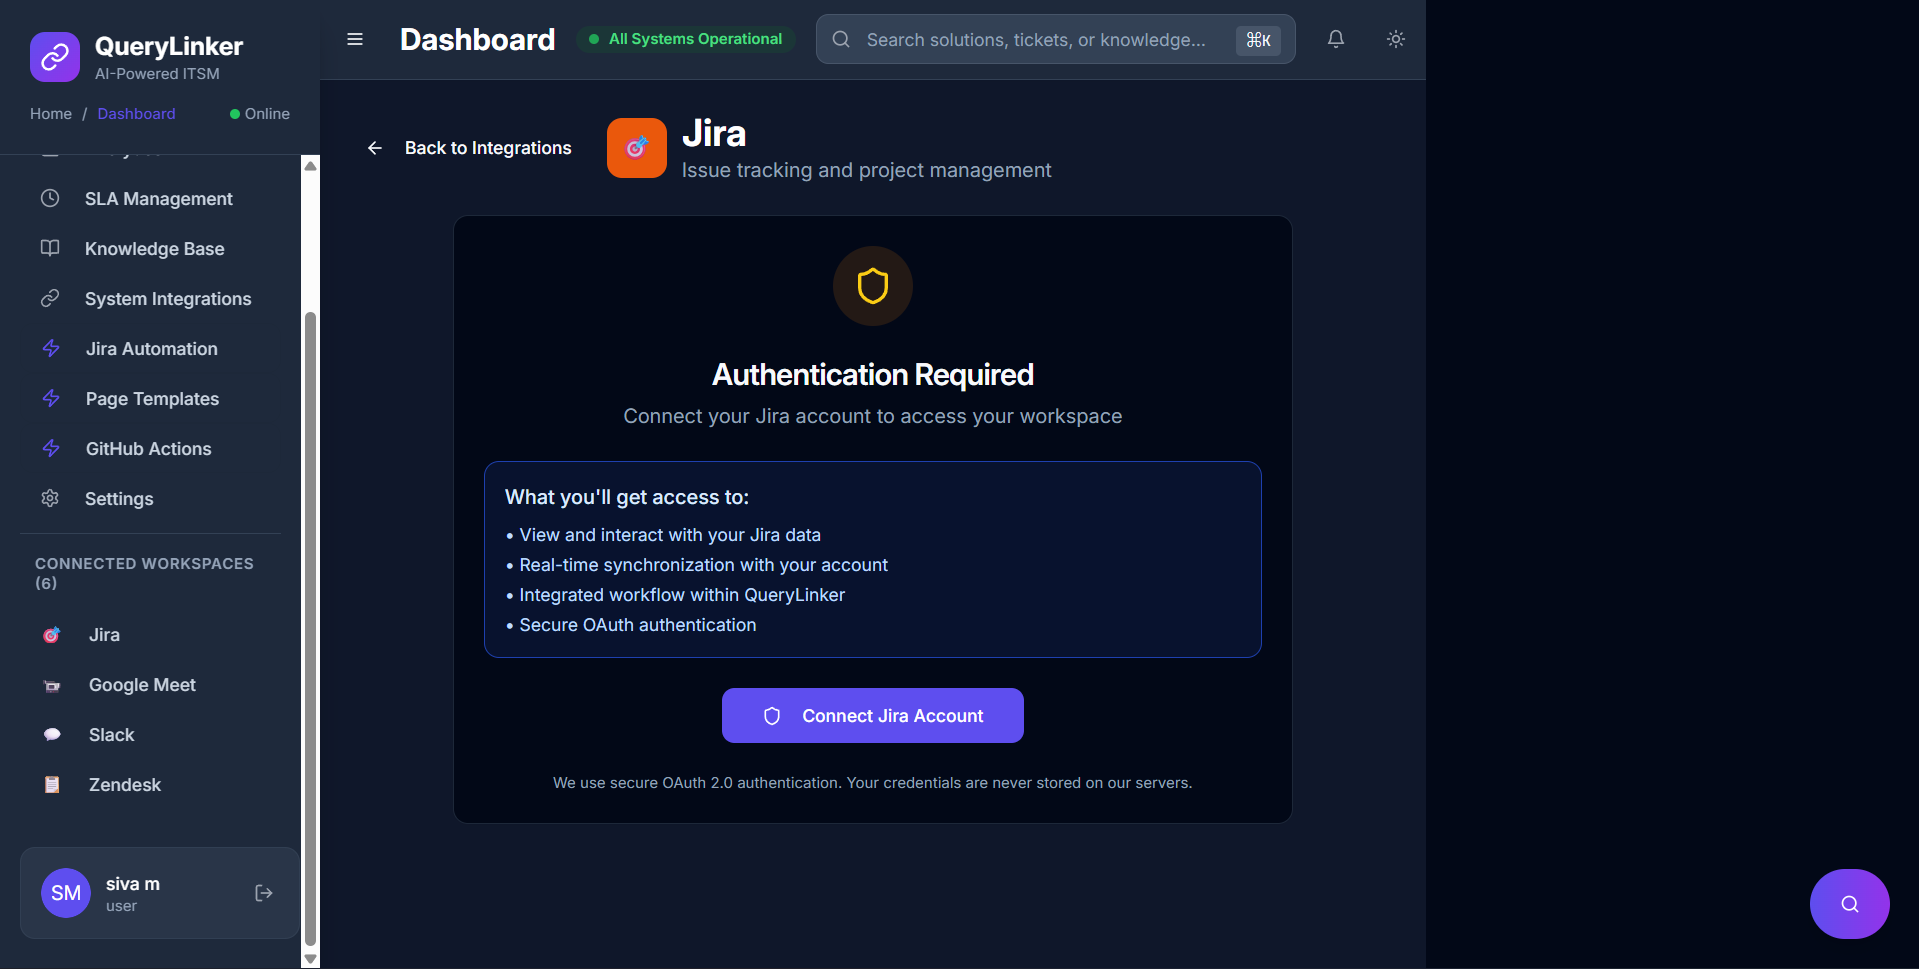 QueryLinker
AI-Powered ITSM
Home / Dashboard
Online
SLA Management
Knowledge Base
System Integrations
Jira Automation
Page Templates
GitHub Actions
Settings
CONNECTED WORKSPACES
(6)
Jira
Google Meet
Slack
Zendesk
SM
siva m
user
Dashboard
All Systems Operational
Search solutions, tickets, or knowledge...
⌘K
Back to Integrations
Jira
Issue tracking and project management
Authentication Required
Connect your Jira account to access your workspace
What you'll get access to:
• View and interact with your Jira data
• Real-time synchronization with your account
• Integrated workflow within QueryLinker
• Secure OAuth authentication
Connect Jira Account
We use secure OAuth 2.0 authentication. Your credentials are never stored on our servers.